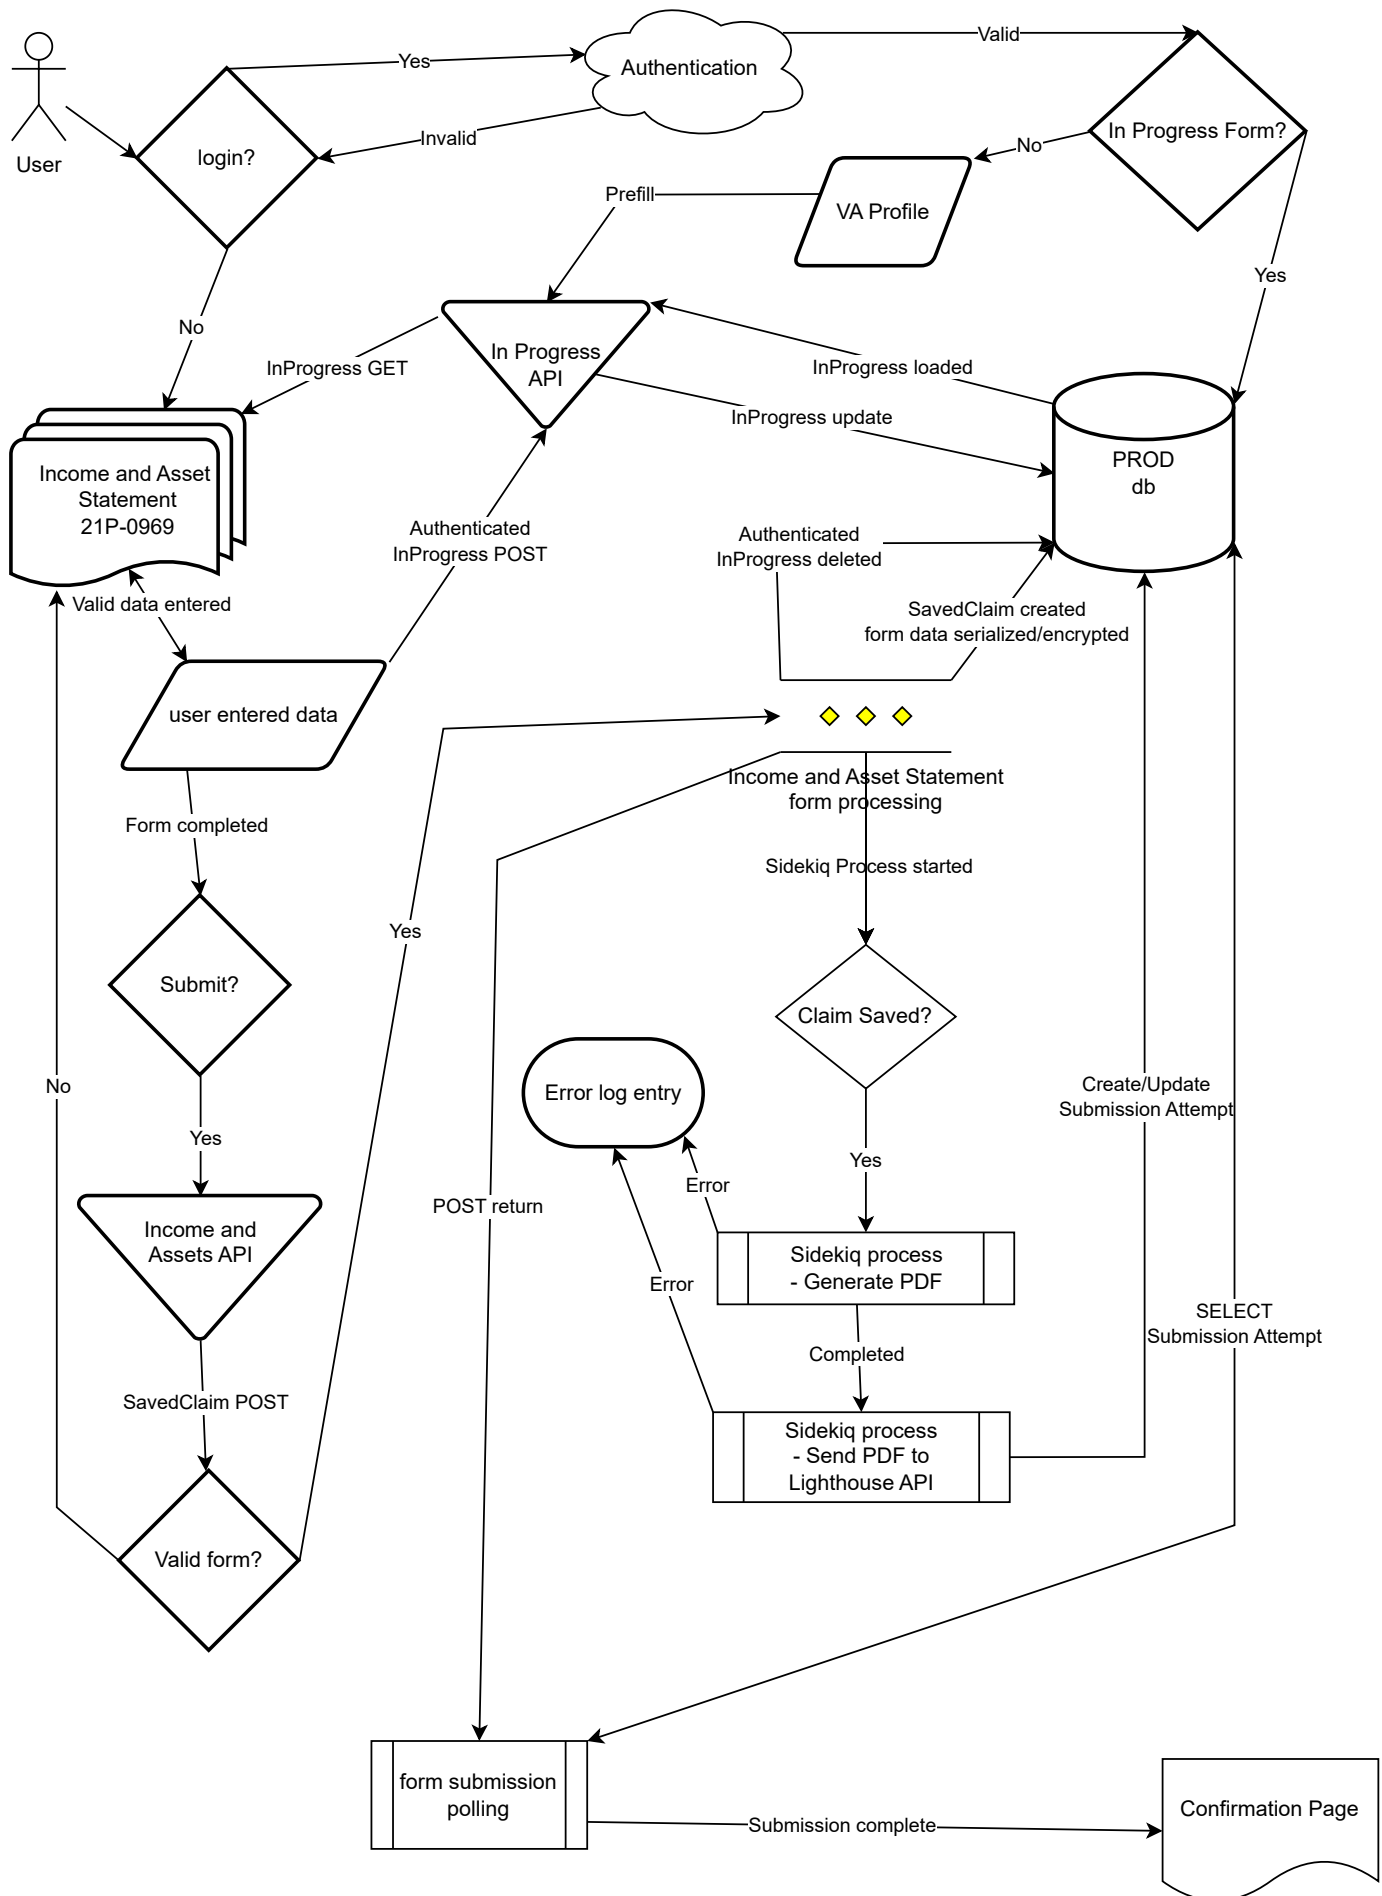 Valid
Yes
Authentication
In Progress Form?
Invalid
No
login?
User
Prefill
VA Profile
Yes
No
In Progress
API
InProgress GET
InProgress loaded
InProgress update
PROD
db
Income and Asset
Statement
21P-0969
Authenticated
InProgress POST
Authenticated
InProgress deleted
Valid data entered
SavedClaim created
form data serialized/encrypted
user entered data
Income and Asset Statement
form processing
Form completed
Sidekiq Process started
Yes
Submit?
Claim Saved?
No
Error log entry
Create/Update
Submission Attempt
Yes
Yes
Error
POST return
Income and
Assets API
Sidekiq process
- Generate PDF
Error
SELECT
Submission Attempt
Completed
SavedClaim POST
Sidekiq process
- Send PDF to
Lighthouse API
Valid form?
form submission
polling
Submission complete
Confirmation Page